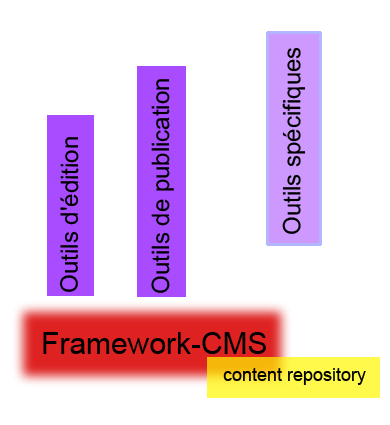 Outils d'édition
Outils de publication
Outils spécifiques
Framework-CMS
content repository